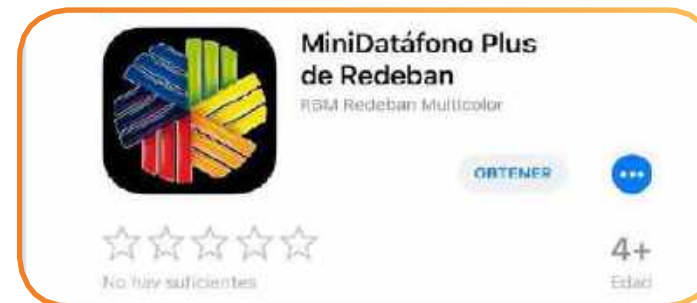 MiniDatáfono Plus
de Redeban
RBM Redeban Multicolor
OBTENER
4+
No hay suficientes
Edad